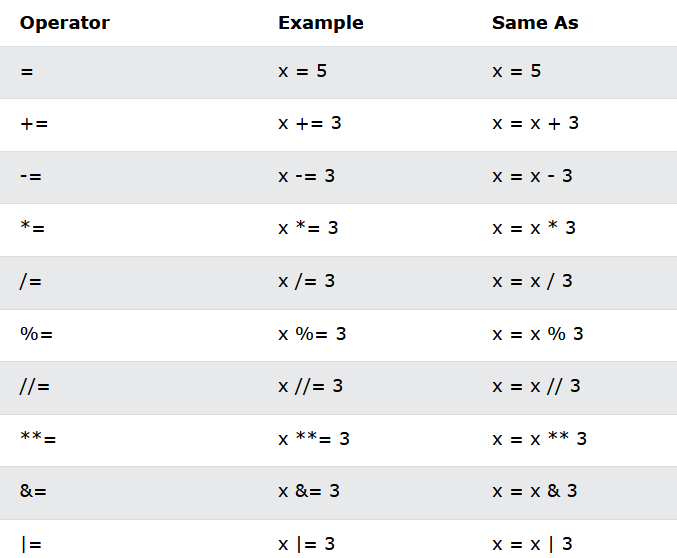 Operator Example Same As
= x = 5 x = 5
+= x += 3 x = x + 3
-= x -= 3 x = x - 3
*= x *= 3 x = x * 3
/= x /= 3 x = x / 3
%= x %= 3 x = x % 3
//= x //= 3 x = x // 3
**= x **= 3 x = x ** 3
&= x &= 3 x = x & 3
|= x |= 3 x = x | 3